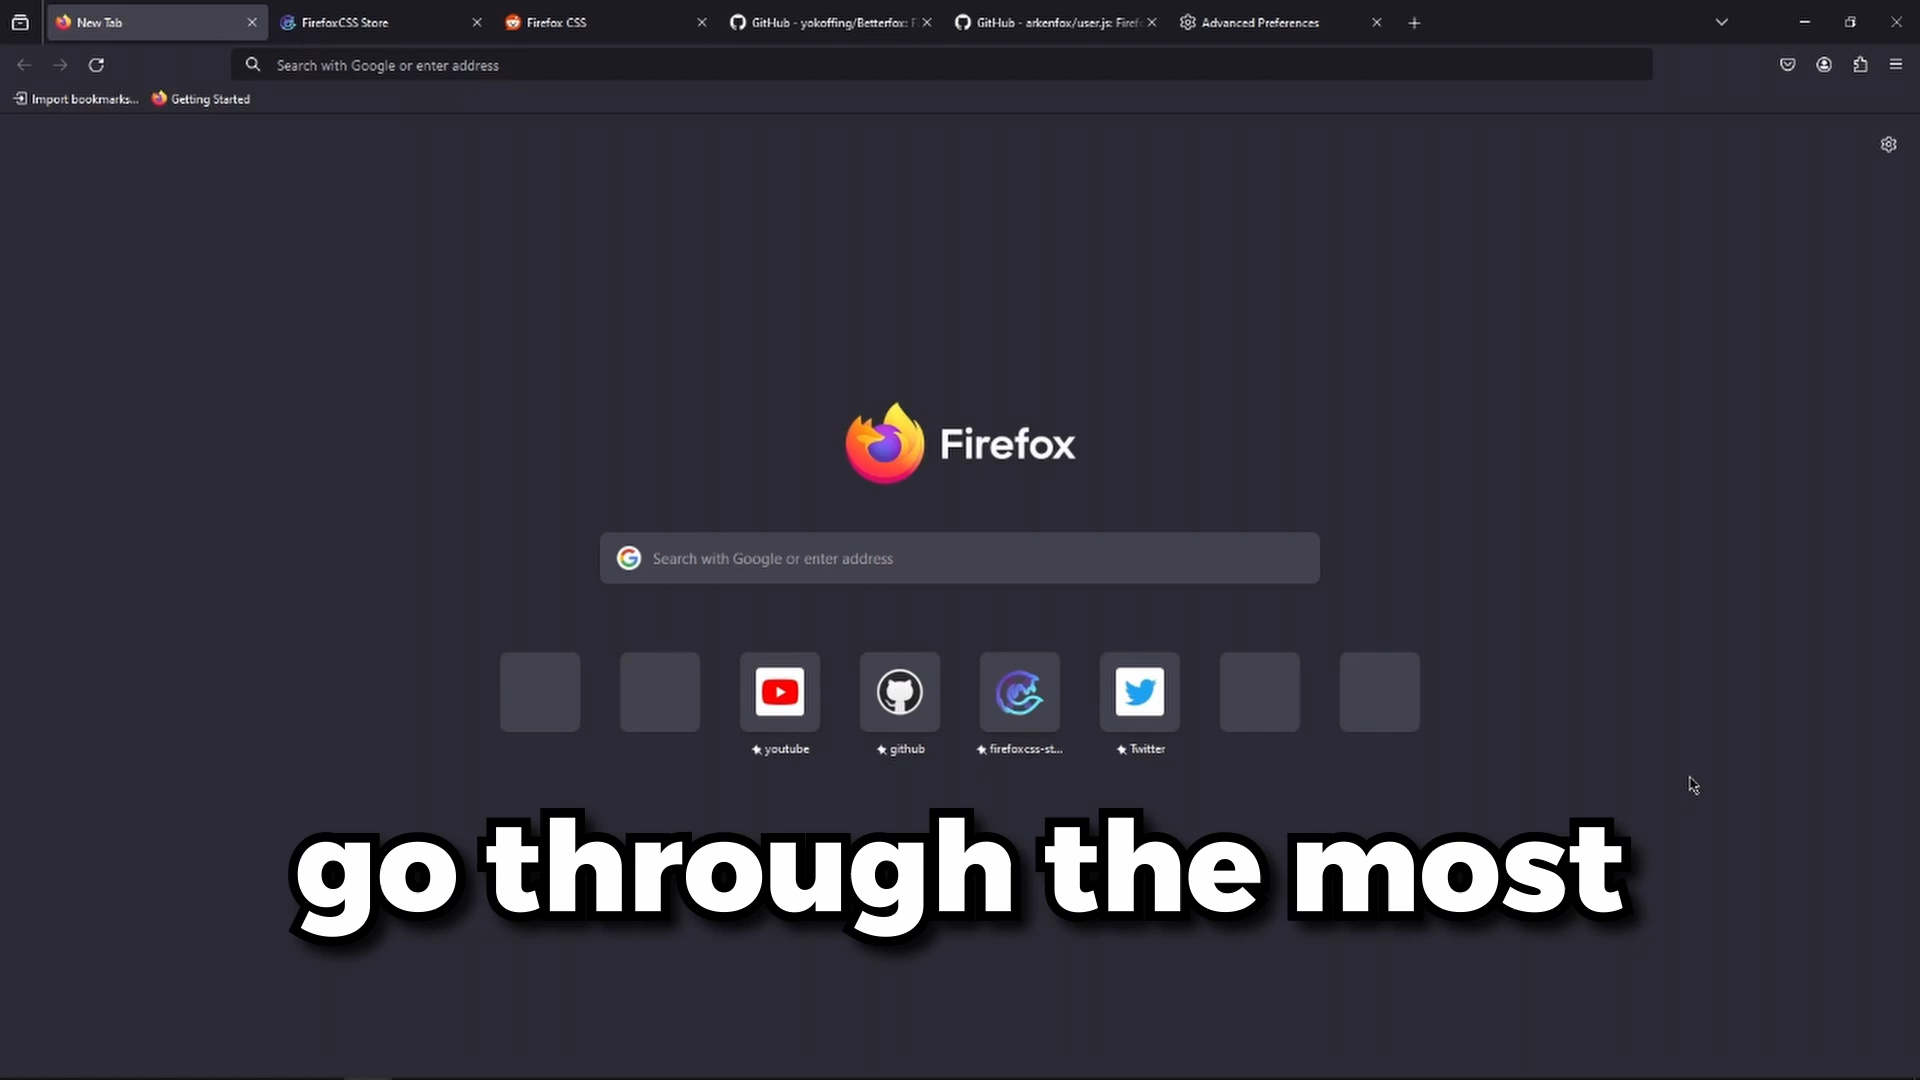 New Tab
FirefoxCSS Store
Firefox CSS
GitHub - yokoffing/Betterfox: F
GitHub - arkenfox/user.js: Firef
Advanced Preferences
Search with Google or enter address
Import bookmarks...
Getting Started
Firefox
Search with Google or enter address
youtube
github
firefoxcss-st...
Twitter
go through the most